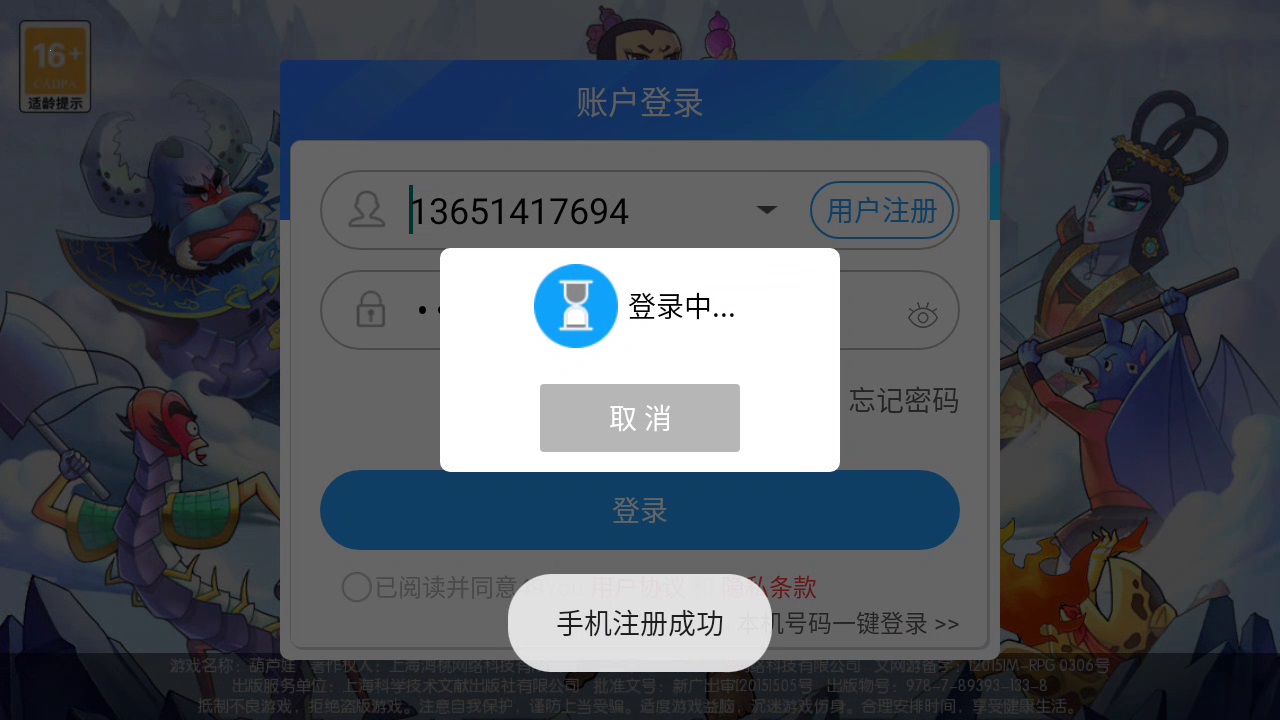 16+
CADPA
适龄提示
账户登录
13651417694
用户注册
登录中...
取 消
忘记密码
登录
已阅读并同意 用户协议 和 隐私条款
手机注册成功
本机号码一键登录 >>
游戏名称：葫芦娃 著作权人：上海鸿桃网络科技 络科技有限公司 文网游备字：[2015]M-RPG 0306号
出版服务单位：上海科学技术文献出版社有限公司 批准文号：新广出审[2015]505号 出版物号：978-7-89393-133-8
抵制不良游戏，拒绝盗版游戏。注意自我保护，谨防上当受骗。适度游戏益脑，沉迷游戏伤身。合理安排时间，享受健康生活。